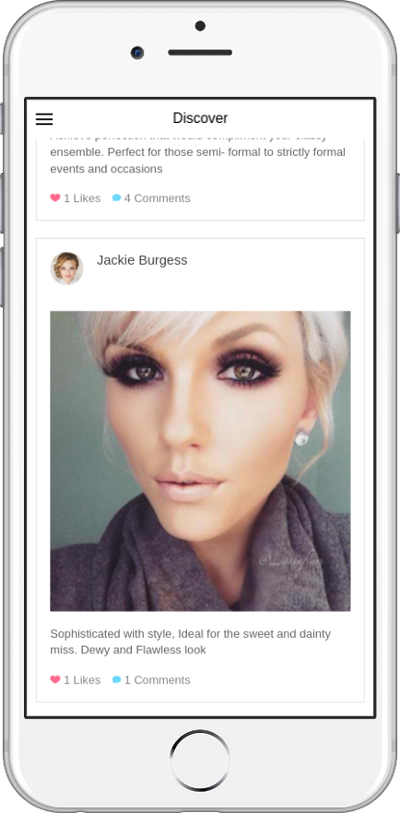 Discover
ensemble. Perfect for those semi- formal to strictly formal
events and occasions
1 Likes 4 Comments
Jackie Burgess
Sophisticated with style, Ideal for the sweet and dainty
miss. Dewy and Flawless look
1 Likes 1 Comments